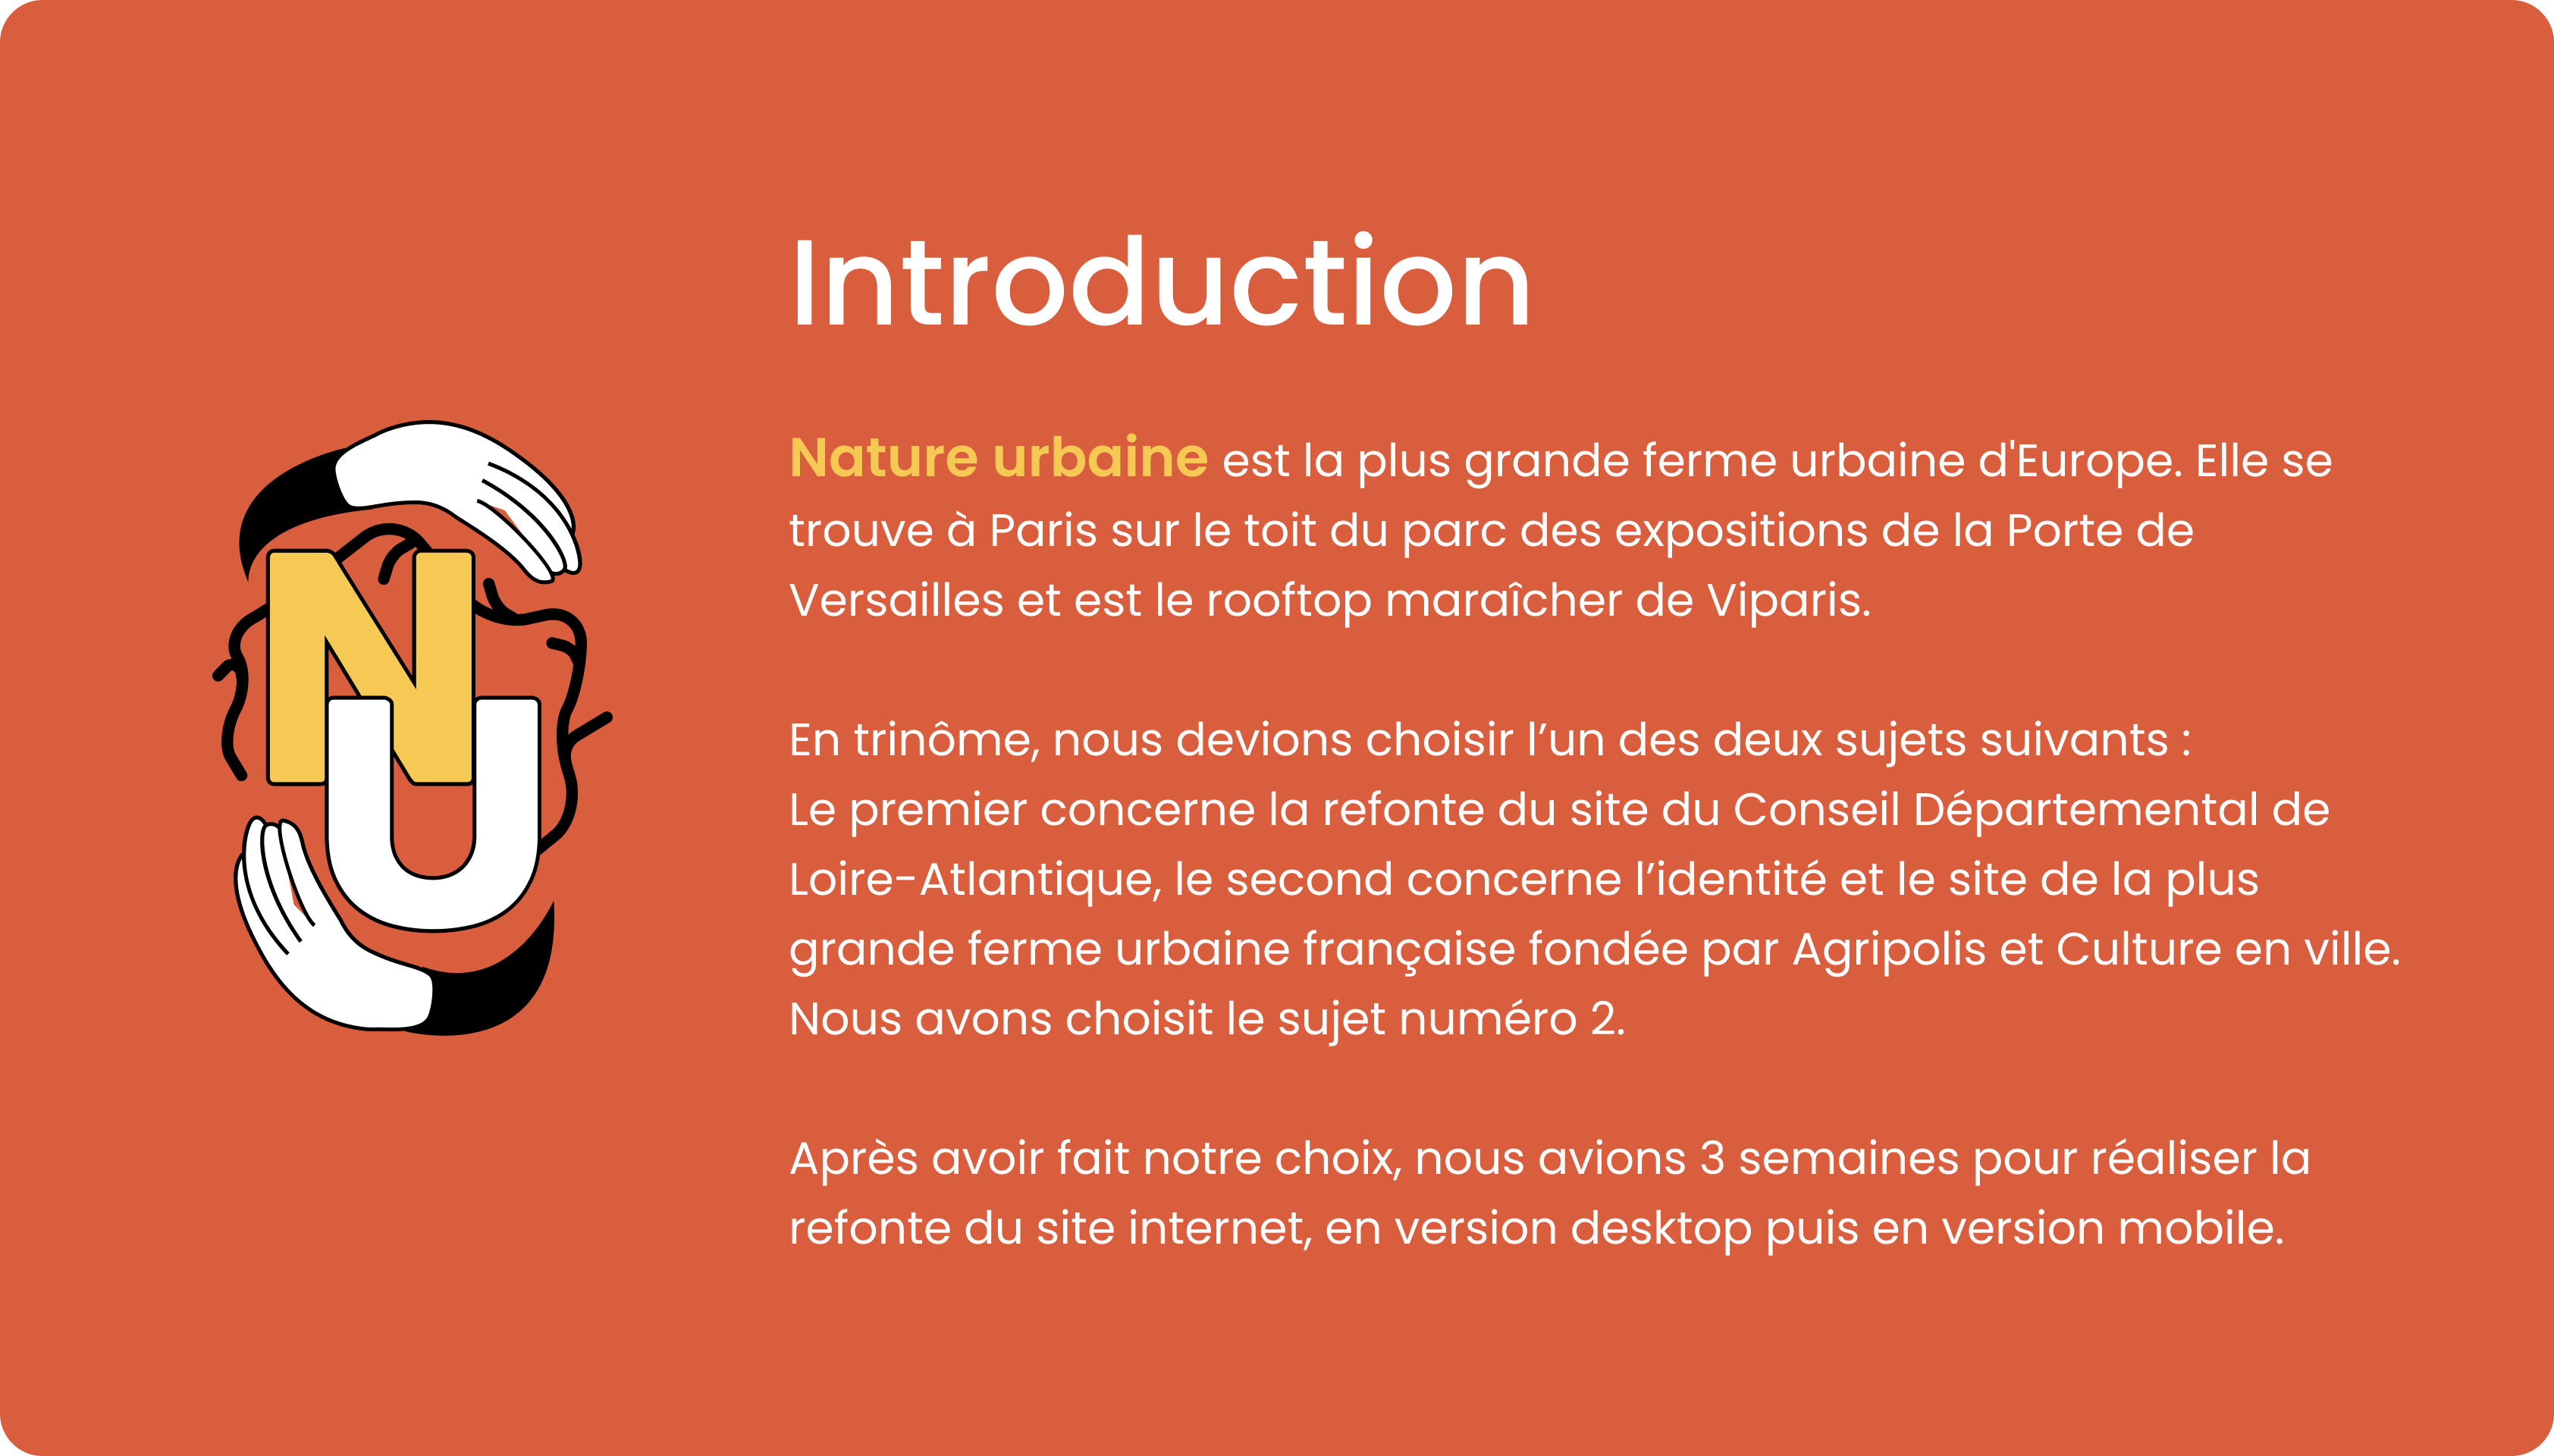 Introduction
NU
Nature urbaine est la plus grande ferme urbaine d'Europe. Elle se
trouve à Paris sur le toit du parc des expositions de la Porte de
Versailles et est le rooftop maraîcher de Viparis.
En trinôme, nous devions choisir l’un des deux sujets suivants :
Le premier concerne la refonte du site du Conseil Départemental de
Loire-Atlantique, le second concerne l’identité et le site de la plus
grande ferme urbaine française fondée par Agripolis et Culture en ville.
Nous avons choisit le sujet numéro 2.
Après avoir fait notre choix, nous avions 3 semaines pour réaliser la
refonte du site internet, en version desktop puis en version mobile.